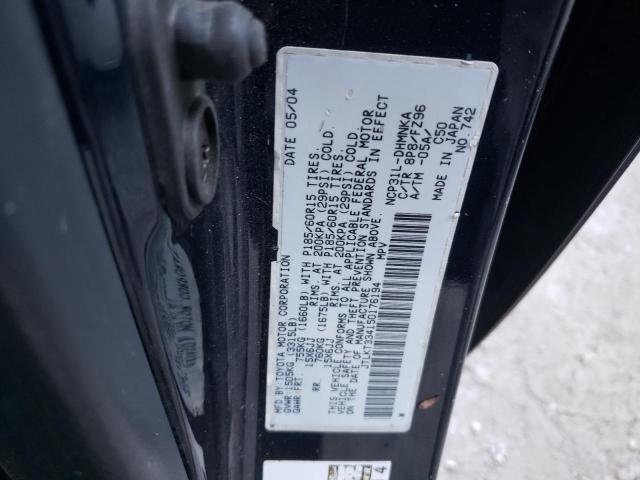 MFD.BY TOYOTA MOTOR CORPORATION DATE 05/04
GVWR 1505KG (3315LB)
GAWR FRT. 755KG (1660LB) WITH P185/60R15 TIRES.
15X6JJ RIMS. AT 200KPA (29PSI) COLD.
RR. 760KG (1675LB) WITH P185/60R15 TIRES.
15X6JJ RIMS. AT 200KPA (29PSI) COLD.
THIS VEHICLE CONFORMS TO ALL APPLICABLE FEDERAL MOTOR
VEHICLE SAFETY AND THEFT PREVENTION STANDARDS IN EFFECT
ON THE DATE OF MANUFACTURE SHOWN ABOVE.
JTLKT334150176194 MPV
NCP31L-DHMNKA
C/TR 8P8/FZ96
A/TM -05A/
C50
MADE IN JAPAN
NO.742
4